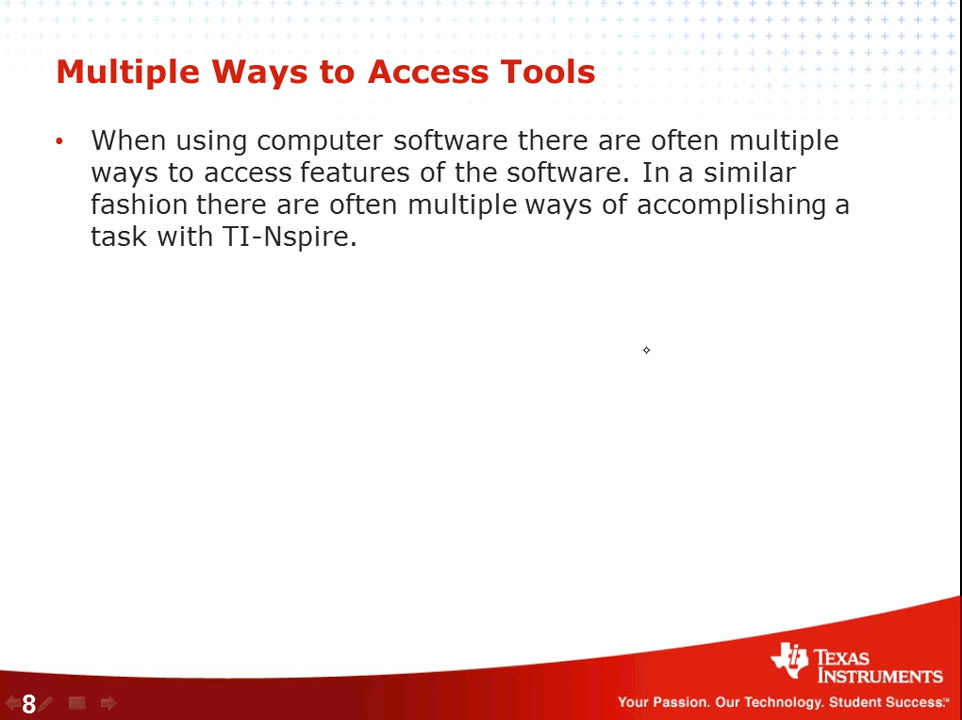 Multiple Ways to Access Tools
• When using computer software there are often multiple
ways to access features of the software. In a similar
fashion there are often multiple ways of accomplishing a
task with TI-Nspire.
TEXAS
INSTRUMENTS
Your Passion. Our Technology. Student Success.™
8